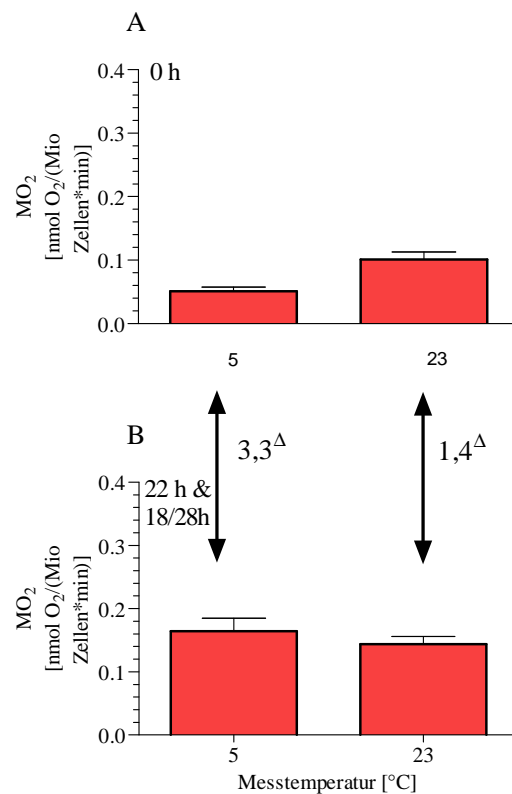 A
0 h
0.4
0.3
0.2
0.1
0.0
MO₂
[nmol O₂/(Mio
Zellen*min)]
5 23
3,3Δ 1,4Δ
B
22 h &
18/28h
0.4
0.3
0.2
0.1
0.0
MO₂
[nmol O₂/(Mio
Zellen*min)]
5 23
Messtemperatur [°C]